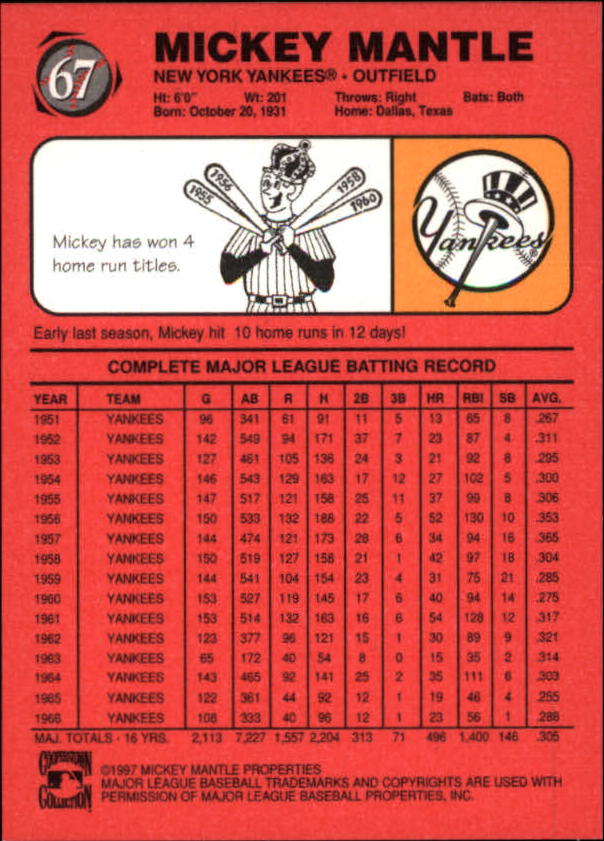 67
MICKEY MANTLE
NEW YORK YANKEES® • OUTFIELD
Ht: 6'0" Wt: 201 Throws: Right Bats: Both
Born: October 20, 1931 Home: Dallas, Texas
1956
1955
1958
1960
Mickey has won 4
home run titles.
Yankees®
Early last season, Mickey hit 10 home runs in 12 days!
COMPLETE MAJOR LEAGUE BATTING RECORD
YEAR TEAM G AB R H 2B 3B HR RBI SB AVG.
1951 YANKEES 96 341 61 91 11 5 13 65 8 .267
1952 YANKEES 142 549 94 171 37 7 23 87 4 .311
1953 YANKEES 127 461 105 136 24 3 21 92 8 .295
1954 YANKEES 146 543 129 163 17 12 27 102 5 .300
1955 YANKEES 147 517 121 158 25 11 37 99 8 .306
1956 YANKEES 150 533 132 188 22 5 52 130 10 .353
1957 YANKEES 144 474 121 173 28 6 34 94 16 .365
1958 YANKEES 150 519 127 158 21 1 42 97 18 .304
1959 YANKEES 144 541 104 154 23 4 31 75 21 .285
1960 YANKEES 153 527 119 145 17 6 40 94 14 .275
1961 YANKEES 153 514 132 163 16 6 54 128 12 .317
1962 YANKEES 123 377 96 121 15 1 30 89 9 .321
1963 YANKEES 65 172 40 54 8 0 15 35 2 .314
1964 YANKEES 143 465 92 141 25 2 35 111 6 .303
1965 YANKEES 122 361 44 92 12 1 19 46 4 .255
1966 YANKEES 108 333 40 96 12 1 23 56 1 .288
MAJ. TOTALS - 16 YRS. 2,113 7,227 1,557 2,204 313 71 496 1,400 146 .305
COOPERSTOWN
COLLECTION
©1997 MICKEY MANTLE PROPERTIES
MAJOR LEAGUE BASEBALL TRADEMARKS AND COPYRIGHTS ARE USED WITH
PERMISSION OF MAJOR LEAGUE BASEBALL PROPERTIES, INC.